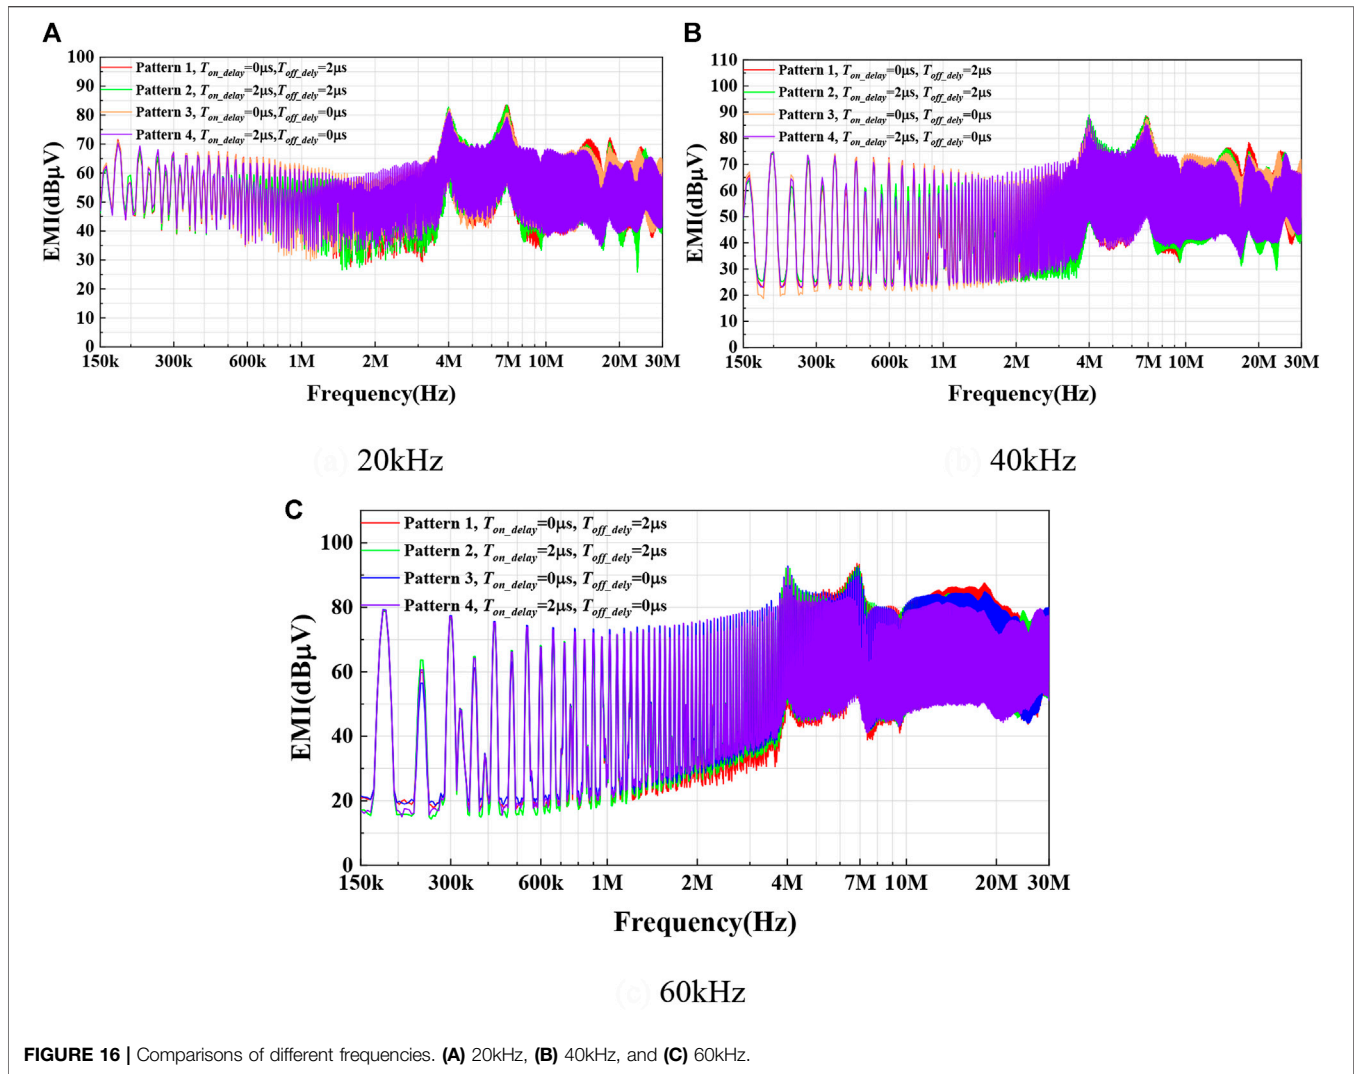 A
EMI(dBμV)
100
90
80
70
60
50
40
30
20
10
0
Pattern 1, Ton_delay=0μs,Toff_dely=2μs
Pattern 2, Ton_delay=2μs,Toff_dely=2μs
Pattern 3, Ton_delay=0μs,Toff_dely=0μs
Pattern 4, Ton_delay=2μs,Toff_dely=0μs
150k 300k 600k 1M 2M 4M 7M 10M 20M 30M
Frequency(Hz)
(a) 20kHz
B
EMI(dBμV)
110
100
90
80
70
60
50
40
30
20
10
0
Pattern 1, Ton_delay=0μs, Toff_dely=2μs
Pattern 2, Ton_delay=2μs, Toff_dely=2μs
Pattern 3, Ton_delay=0μs, Toff_dely=0μs
Pattern 4, Ton_delay=2μs, Toff_dely=0μs
150k 300k 600k 1M 2M 4M 7M 10M 20M 30M
Frequency(Hz)
(b) 40kHz
C
EMI(dBμV)
100
80
60
40
20
0
Pattern 1, Ton_delay=0μs, Toff_dely=2μs
Pattern 2, Ton_delay=2μs, Toff_dely=2μs
Pattern 3, Ton_delay=0μs, Toff_dely=0μs
Pattern 4, Ton_delay=2μs, Toff_dely=0μs
150k 300k 600k 1M 2M 4M 7M 10M 20M 30M
Frequency(Hz)
(c) 60kHz
FIGURE 16 | Comparisons of different frequencies. (A) 20kHz, (B) 40kHz, and (C) 60kHz.